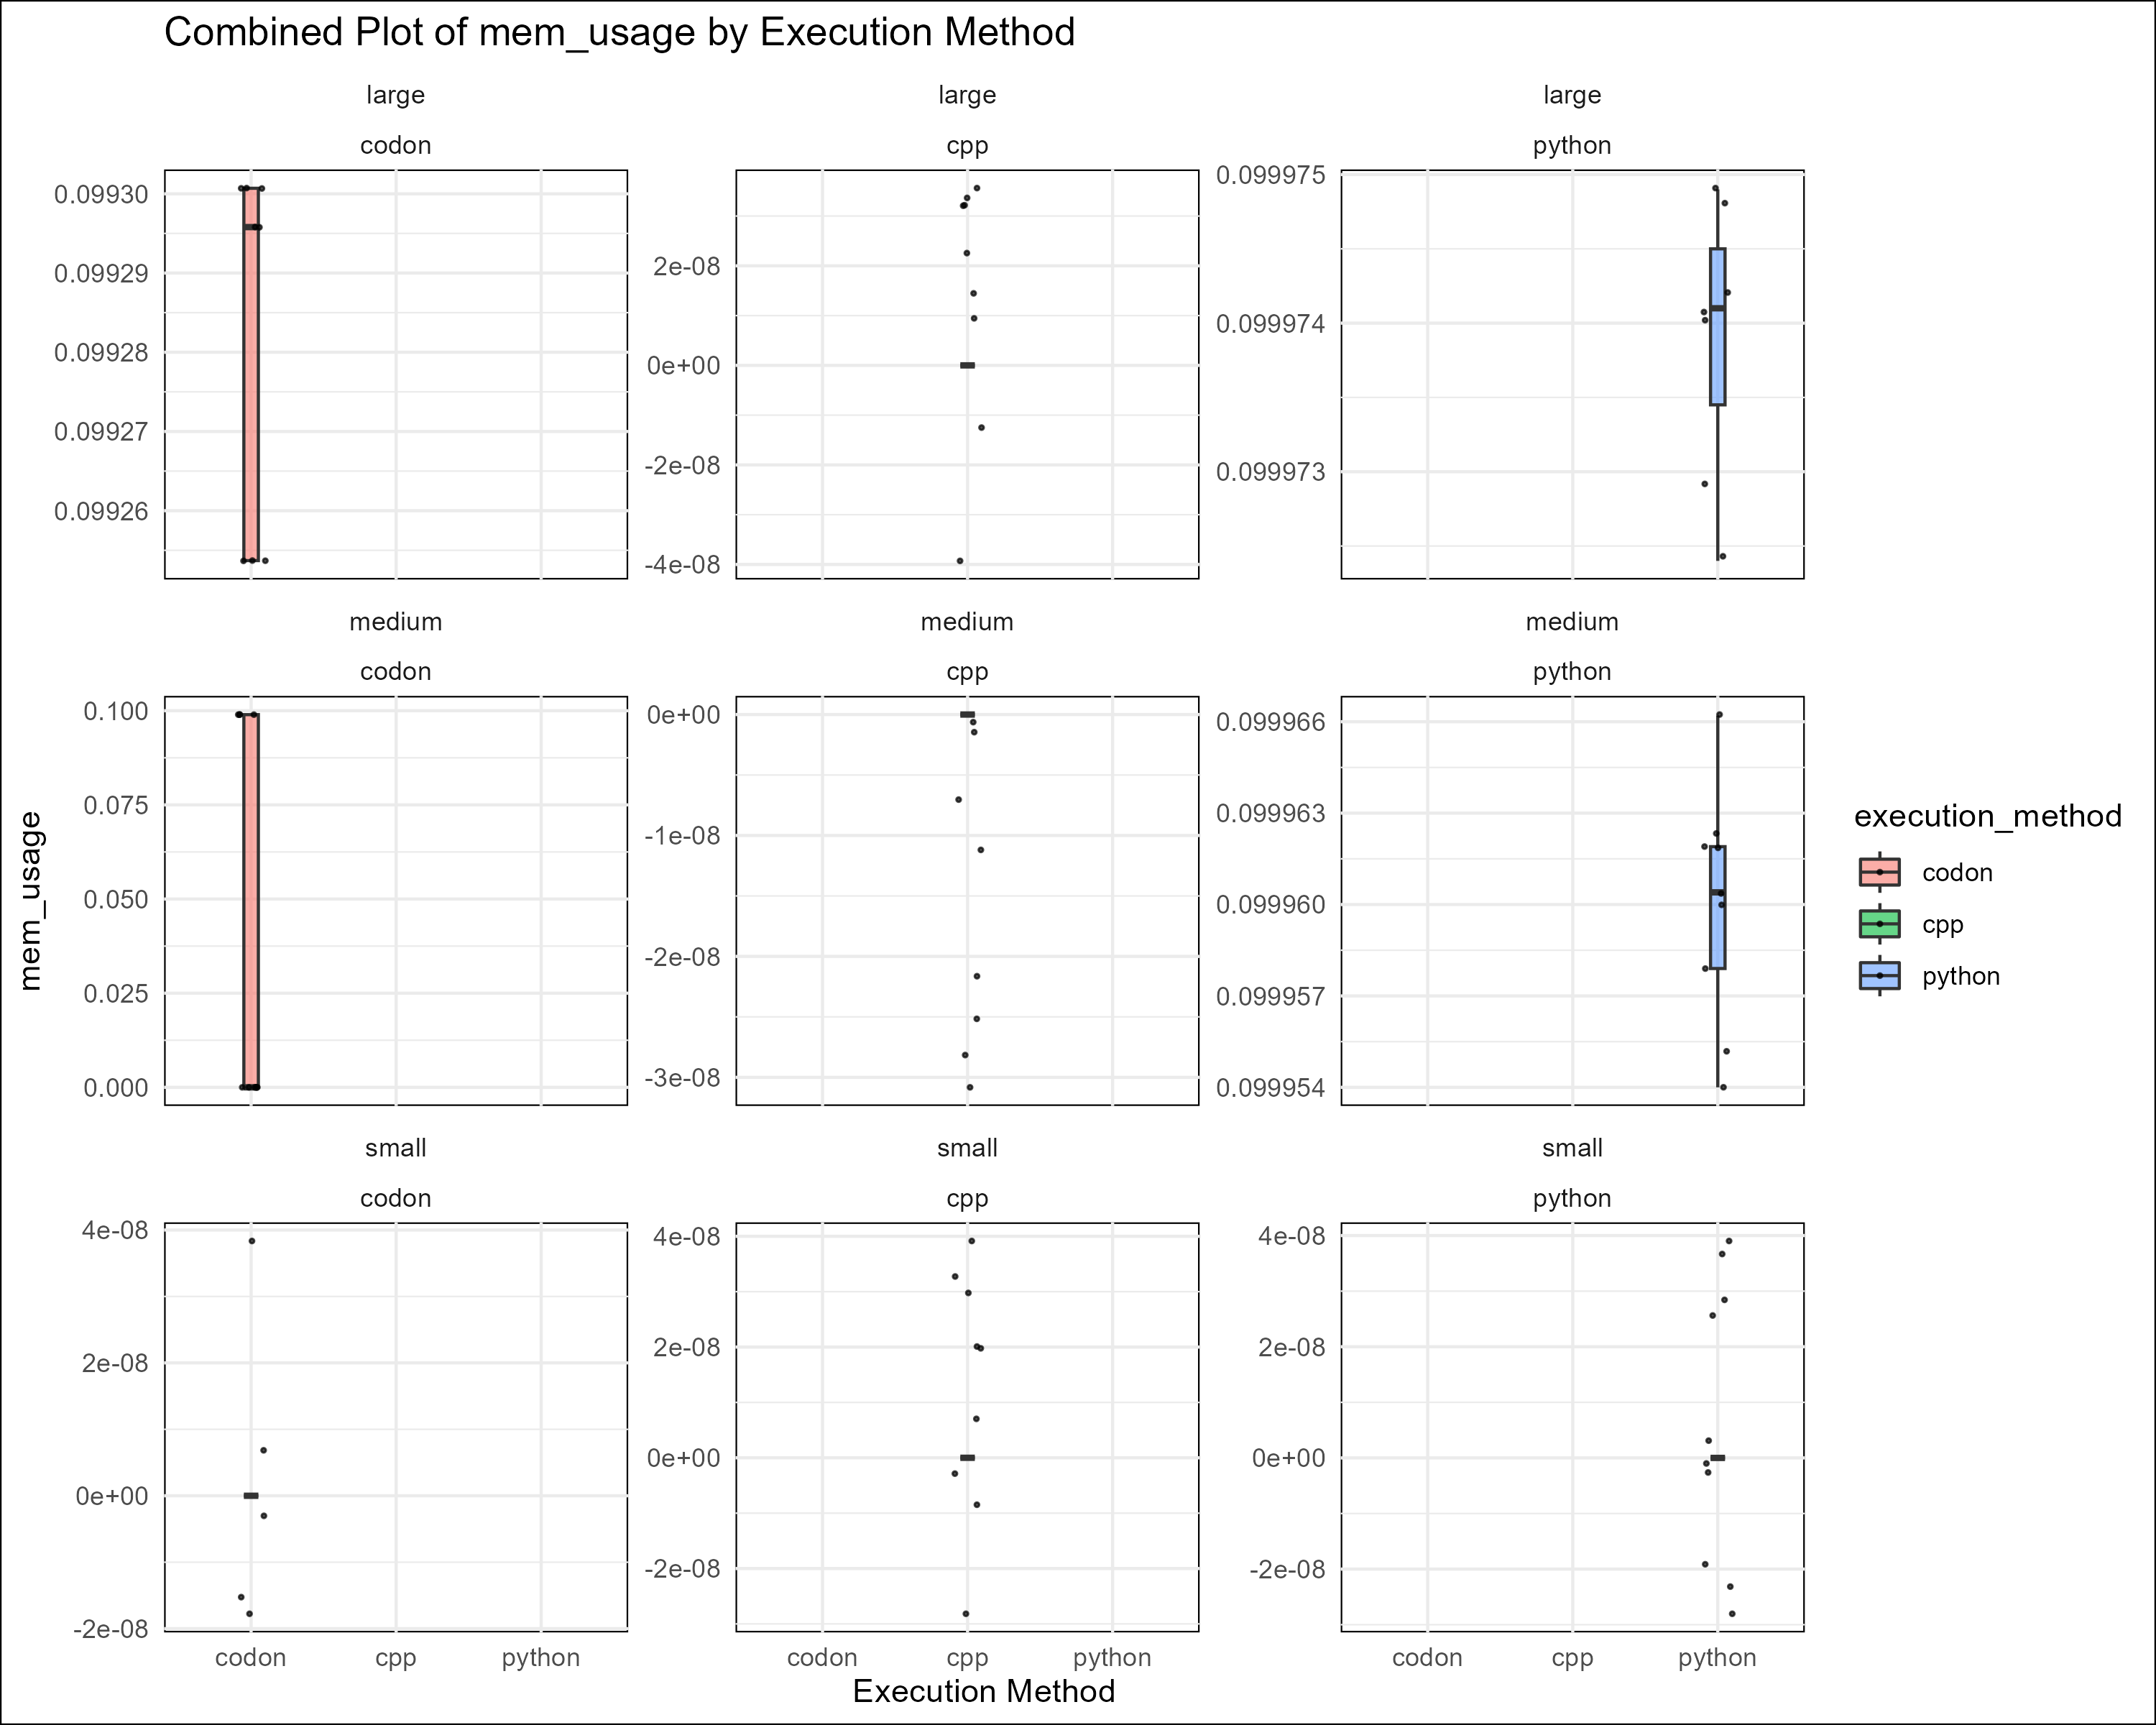 Combined Plot of mem_usage by Execution Method
large
codon
0.09930
0.09929
0.09928
0.09927
0.09926
large
cpp
2e-08
0e+00
-2e-08
-4e-08
large
python
0.099975
0.099974
0.099973
medium
codon
0.100
0.075
0.050
0.025
0.000
medium
cpp
0e+00
-1e-08
-2e-08
-3e-08
medium
python
0.099966
0.099963
0.099960
0.099957
0.099954
small
codon
4e-08
2e-08
0e+00
-2e-08
codon cpp python
small
cpp
4e-08
2e-08
0e+00
-2e-08
codon cpp python
small
python
4e-08
2e-08
0e+00
-2e-08
codon cpp python
mem_usage
Execution Method
execution_method
codon
cpp
python